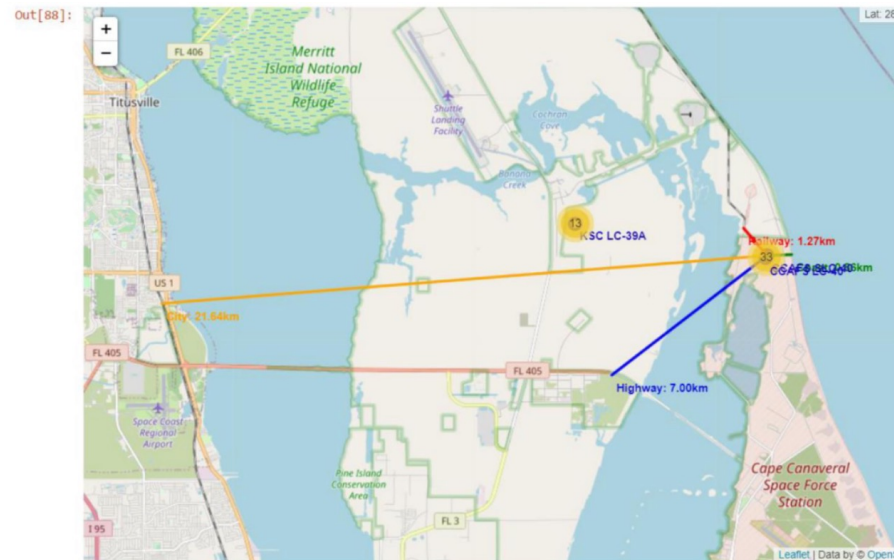 Out[88]:
+
−
Lat: 28
FL 406
Merritt
Island National
Wildlife
Refuge
Titusville
Shuttle
Landing
Facility
Cochran
Cove
Banana
Creek
13
KSC LC-39A
Railway: 1.27km
33
US 1
City: 21.64km
FL 405
FL 405
Highway: 7.00km
Space Coast
Regional
Airport
Pine Island
Conservation
Area
Cape Canaveral
Space Force
Station
I 95
FL 3
Leaflet | Data by © Open